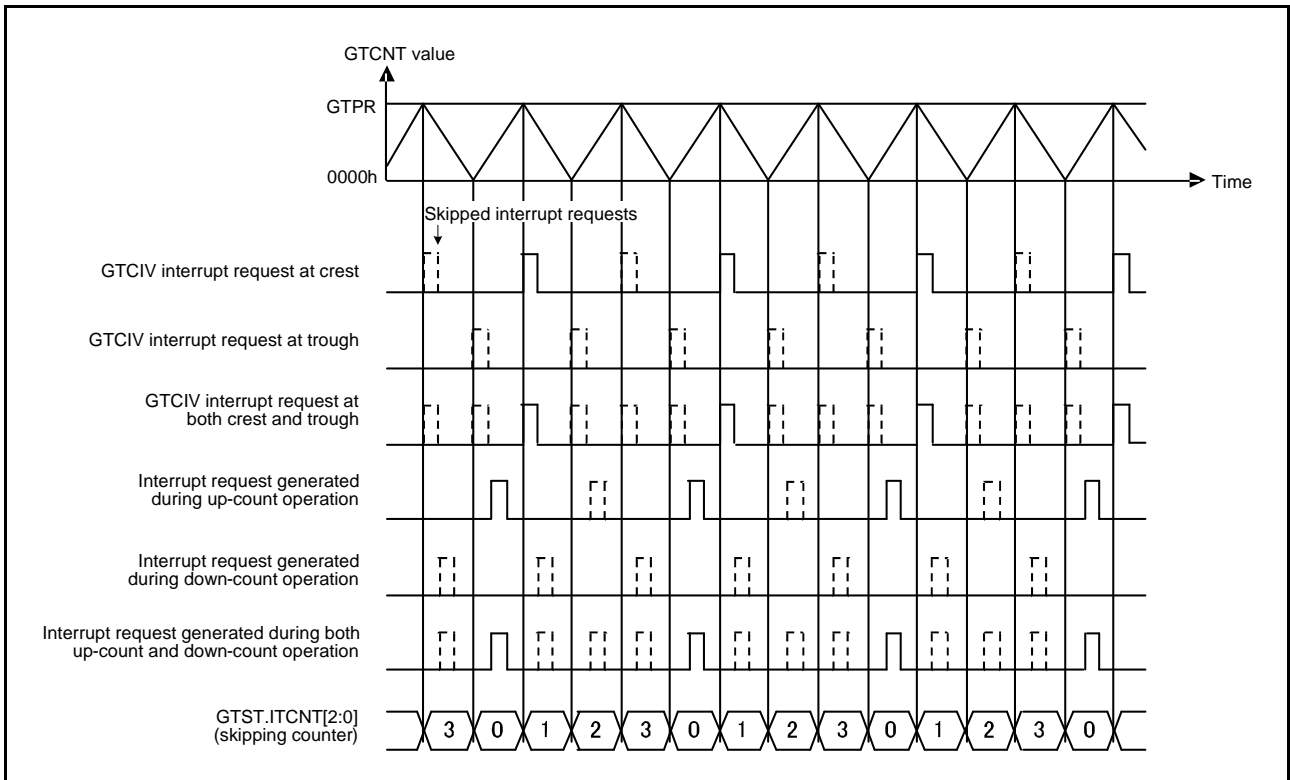 GTCNT value
GTPR
0000h
Time
Skipped interrupt requests
GTCIV interrupt request at crest
GTCIV interrupt request at trough
GTCIV interrupt request at
both crest and trough
Interrupt request generated
during up-count operation
Interrupt request generated
during down-count operation
Interrupt request generated during both
up-count and down-count operation
GTST.ITCNT[2:0]
(skipping counter)
3 0 1 2 3 0 1 2 3 0 1 2 3 0